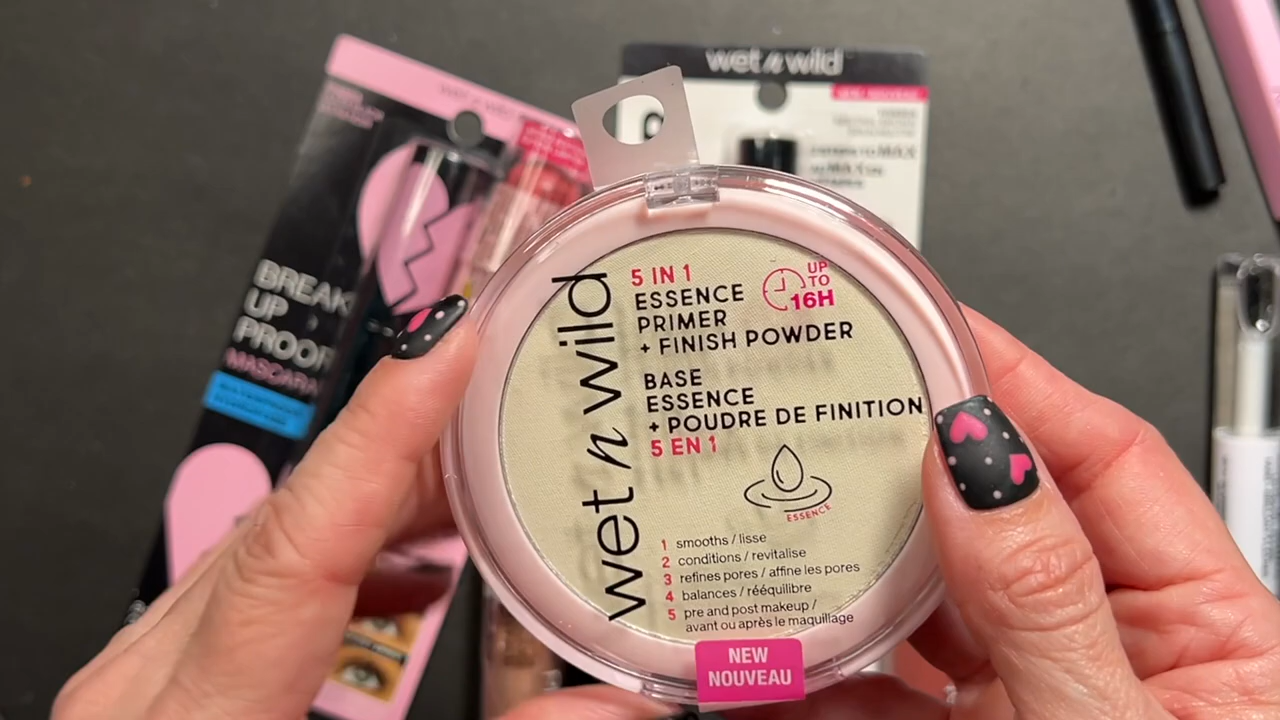 wet n wild
BREAK
UP
PROOF
MASCARA
wet n wild
5 IN 1
ESSENCE
PRIMER
+ FINISH POWDER
UP
TO
16H
BASE
ESSENCE
+ POUDRE DE FINITION
5 EN 1
ESSENCE
1 smooths / lisse
2 conditions / revitalise
3 refines pores / affine les pores
4 balances / rééquilibre
5 pre and post makeup /
avant ou après le maquillage
NEW
NOUVEAU